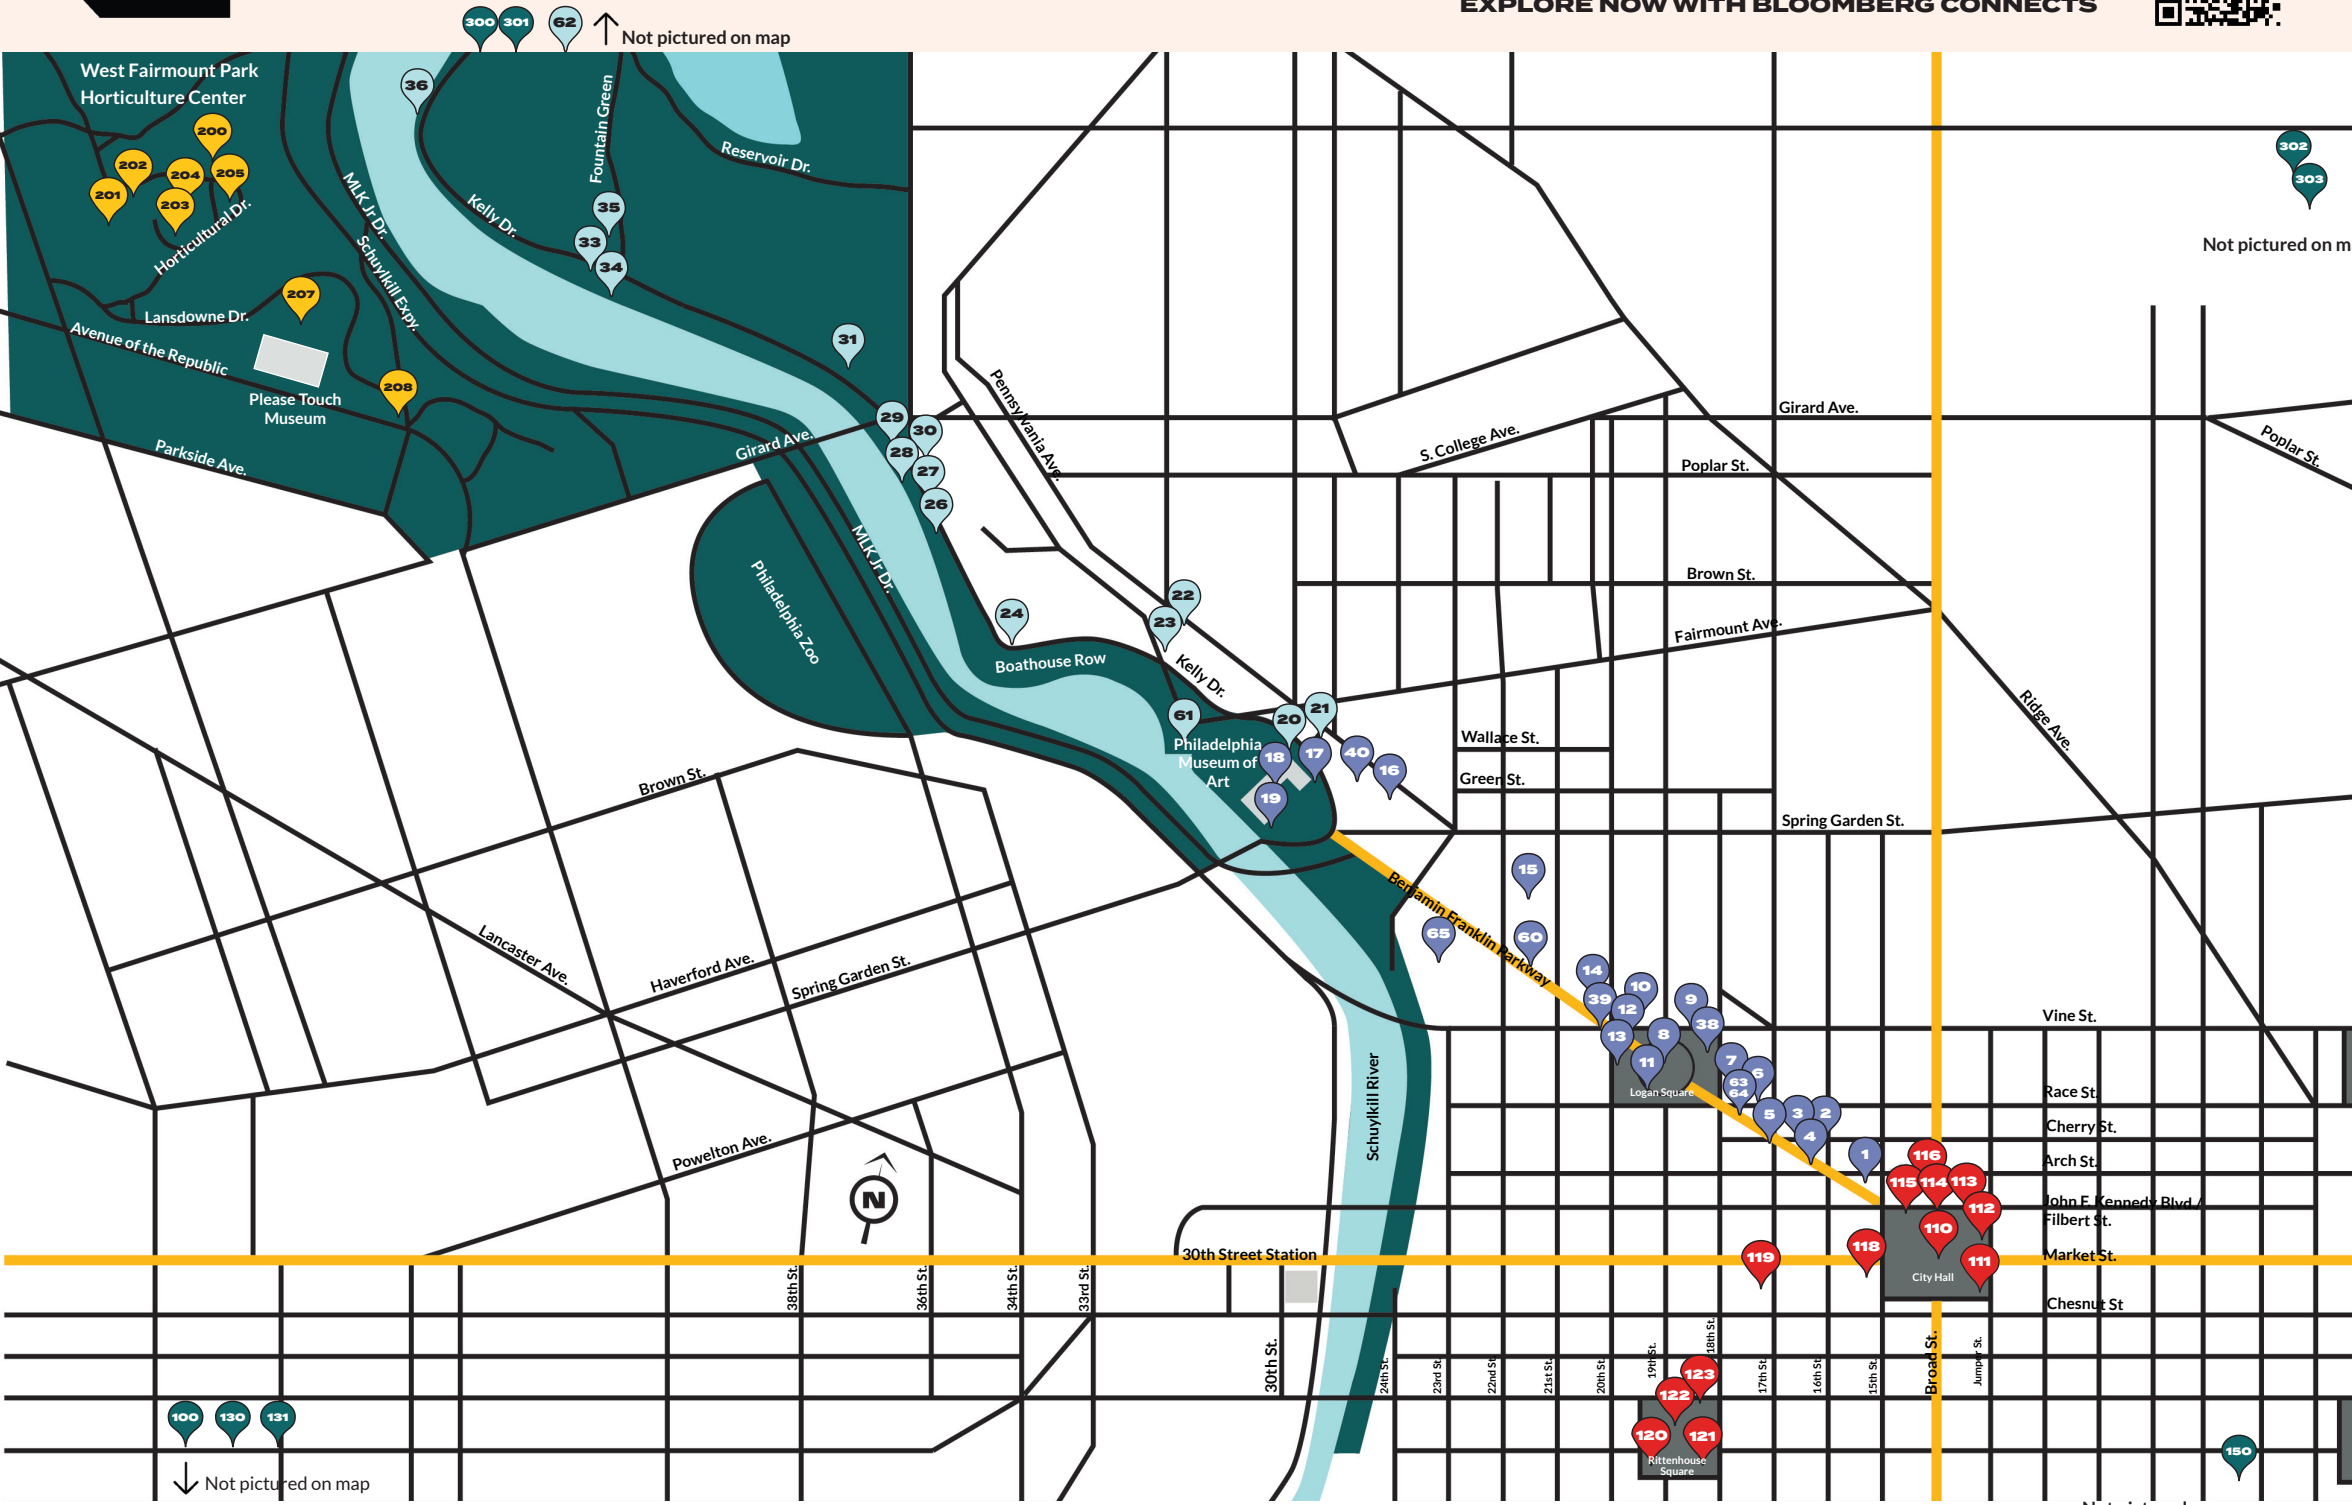 EXPLORE NOW WITH BLOOMBERG CONNECTS
300 301 62
Not pictured on map
West Fairmount Park
Horticulture Center
36
200
202
204
205
201
203
Horticultural Dr.
MLK Jr Dr.
Schuylkill Expy.
Kelly Dr.
Fountain Green
Reservoir Dr.
35
33
34
302
303
Not pictured on m
207
Lansdowne Dr.
Avenue of the Republic
Please Touch
Museum
208
31
Parkside Ave.
Girard Ave.
29
30
28
27
26
Pennsylvania Ave.
Girard Ave.
S. College Ave.
Poplar St.
Poplar St.
MLK Jr Dr.
Philadelphia Zoo
Brown St.
24
22
23
Boathouse Row
Kelly Dr.
Fairmount Ave.
Ridge Ave.
61
20
21
Philadelphia
Museum of
Art
18
17
40
16
19
Wallace St.
Green St.
Spring Garden St.
Brown St.
Benjamin Franklin Parkway
15
65
60
Lancaster Ave.
Haverford Ave.
Spring Garden St.
14
10
39
12
9
38
13
8
11
Logan Square
7
6
63
64
5
3
2
4
1
Vine St.
Race St.
Cherry St.
Arch St.
John F. Kennedy Blvd./
Filbert St.
Market St.
Chesnut St
Schuylkill River
Powelton Ave.
N
116
115
114
113
112
110
111
City Hall
118
119
30th Street Station
38th St.
36th St.
34th St.
33rd St.
30th St.
24th St.
23rd St.
22nd St.
21st St.
20th St.
19th St.
18th St.
17th St.
16th St.
15th St.
Broad St.
Jumper St.
123
122
120
121
Rittenhouse
Square
100 130 131
Not pictured on map
150